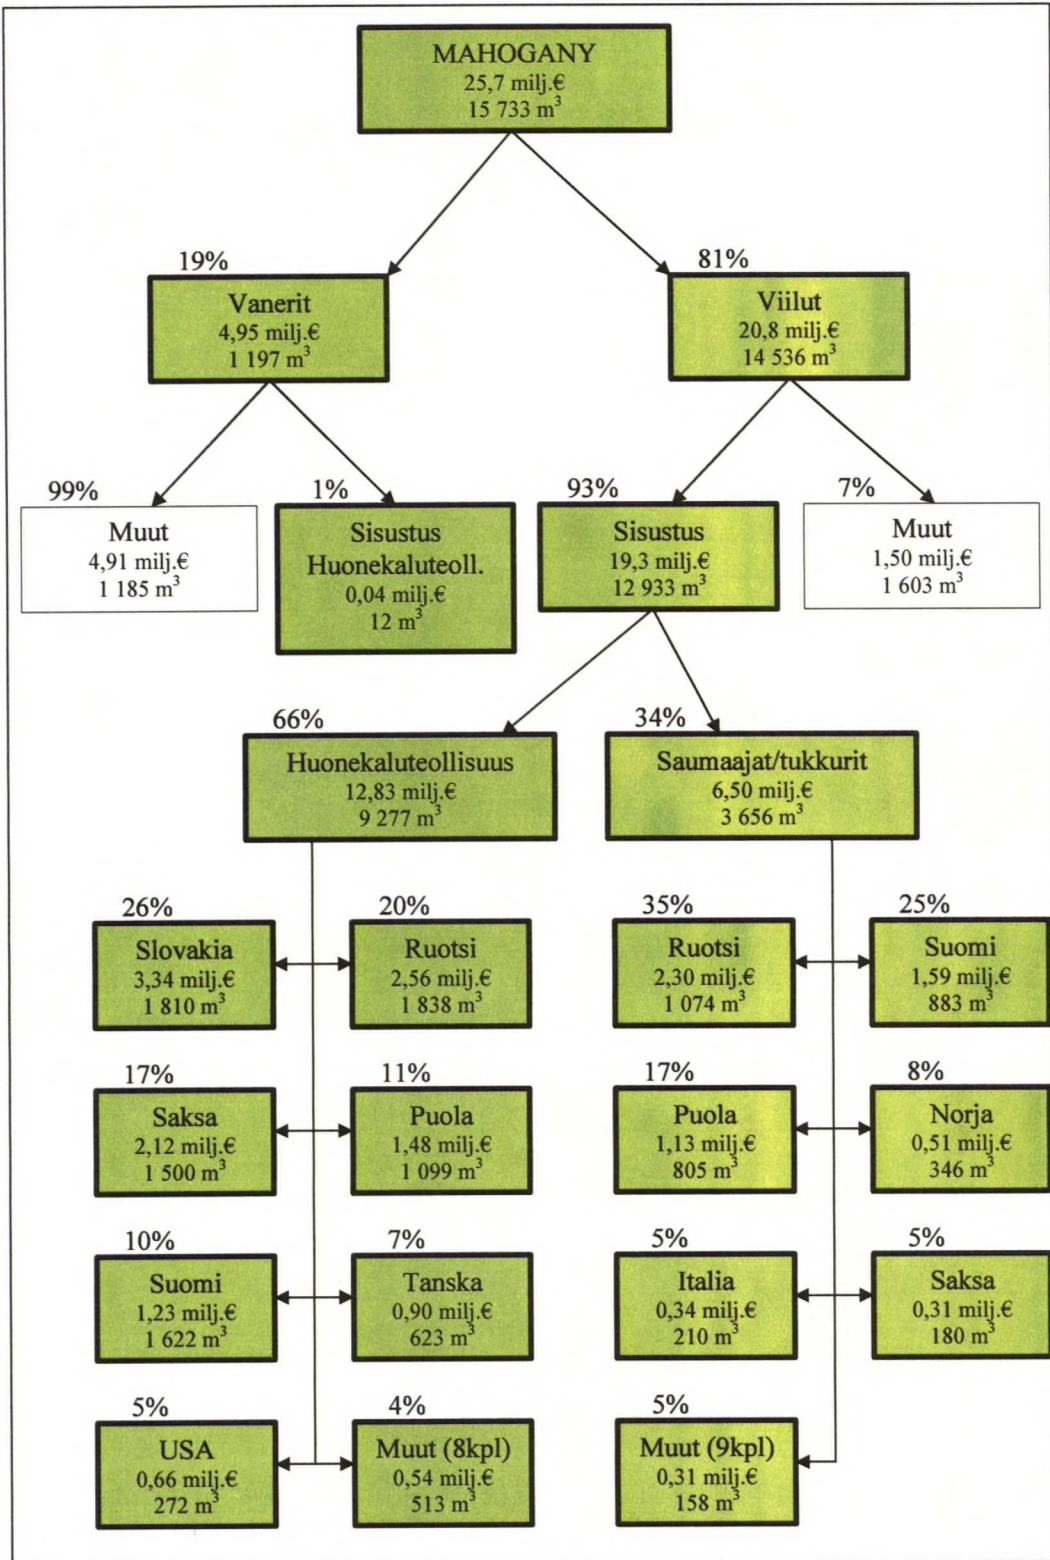 MAHOGANY
25,7 milj.€
15 733 m³
19%
Vanerit
4,95 milj.€
1 197 m³
81%
Viilut
20,8 milj.€
14 536 m³
99%
Muut
4,91 milj.€
1 185 m³
1%
Sisustus
Huonekaluteoll.
0,04 milj.€
12 m³
93%
Sisustus
19,3 milj.€
12 933 m³
7%
Muut
1,50 milj.€
1 603 m³
66%
Huonekaluteollisuus
12,83 milj.€
9 277 m³
34%
Saumaajat/tukkurit
6,50 milj.€
3 656 m³
26%
Slovakia
3,34 milj.€
1 810 m³
20%
Ruotsi
2,56 milj.€
1 838 m³
35%
Ruotsi
2,30 milj.€
1 074 m³
25%
Suomi
1,59 milj.€
883 m³
17%
Saksa
2,12 milj.€
1 500 m³
11%
Puola
1,48 milj.€
1 099 m³
17%
Puola
1,13 milj.€
805 m³
8%
Norja
0,51 milj.€
346 m³
10%
Suomi
1,23 milj.€
1 622 m³
7%
Tanska
0,90 milj.€
623 m³
5%
Italia
0,34 milj.€
210 m³
5%
Saksa
0,31 milj.€
180 m³
5%
USA
0,66 milj.€
272 m³
4%
Muut (8kpl)
0,54 milj.€
513 m³
5%
Muut (9kpl)
0,31 milj.€
158 m³